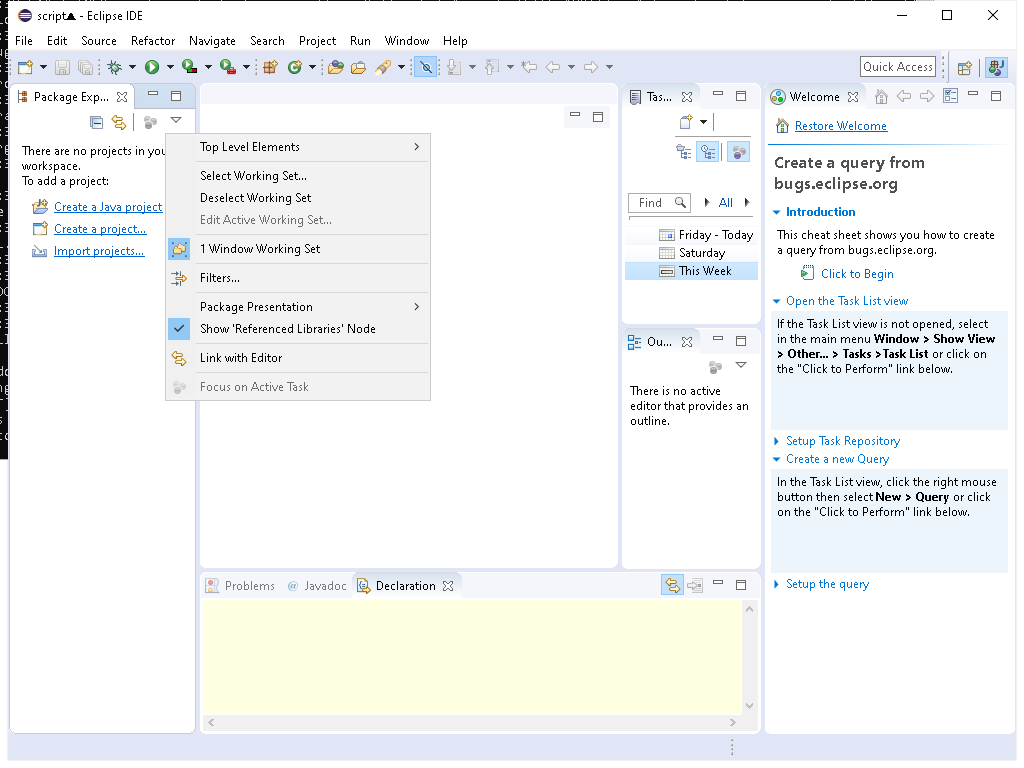 script▲ - Eclipse IDE
File Edit Source Refactor Navigate Search Project Run Window Help
Quick Access
Package Exp...
There are no projects in you
workspace.
To add a project:
Create a Java project
Create a project...
Import projects...
Top Level Elements
Select Working Set...
Deselect Working Set
Edit Active Working Set...
1 Window Working Set
Filters...
Package Presentation
Show 'Referenced Libraries' Node
Link with Editor
Focus on Active Task
Tas...
Find All
Friday - Today
Saturday
This Week
Ou...
There is no active
editor that provides an
outline.
Welcome
Restore Welcome
Create a query from
bugs.eclipse.org
Introduction
This cheat sheet shows you how to create
a query from bugs.eclipse.org.
Click to Begin
Open the Task List view
If the Task List view is not opened, select
in the main menu Window > Show View
> Other... > Tasks >Task List or click on
the "Click to Perform" link below.
Setup Task Repository
Create a new Query
In the Task List view, click the right mouse
button then select New > Query or click
on the "Click to Perform" link below.
Setup the query
Problems @ Javadoc Declaration